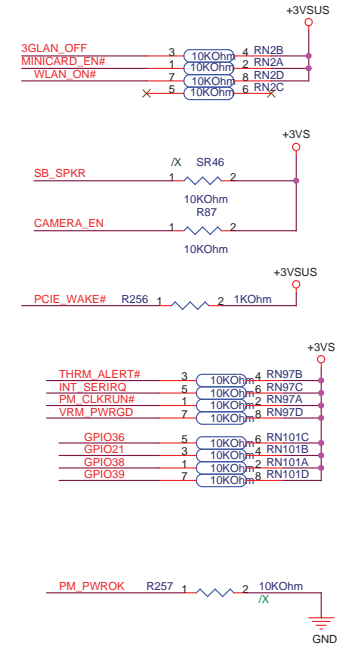 +3VSUS
3GLAN_OFF 3 10KOhm 4 RN2B
MINICARD_EN# 1 10KOhm 2 RN2A
WLAN_ON# 7 10KOhm 8 RN2D
5 10KOhm 6 RN2C
+3VS
/X SR46
SB_SPKR 1 2
10KOhm
R87
CAMERA_EN 1 2
10KOhm
+3VSUS
PCIE_WAKE# R256 1 2 1KOhm
+3VS
THRM_ALERT# 3 10KOhm 4 RN97B
INT_SERIRQ 5 10KOhm 6 RN97C
PM_CLKRUN# 1 10KOhm 2 RN97A
VRM_PWRGD 7 10KOhm 8 RN97D
GPIO36 5 10KOhm 6 RN101C
GPIO21 3 10KOhm 4 RN101B
GPIO38 1 10KOhm 2 RN101A
GPIO39 7 10KOhm 8 RN101D
PM_PWROK R257 1 2 10KOhm
/X
GND